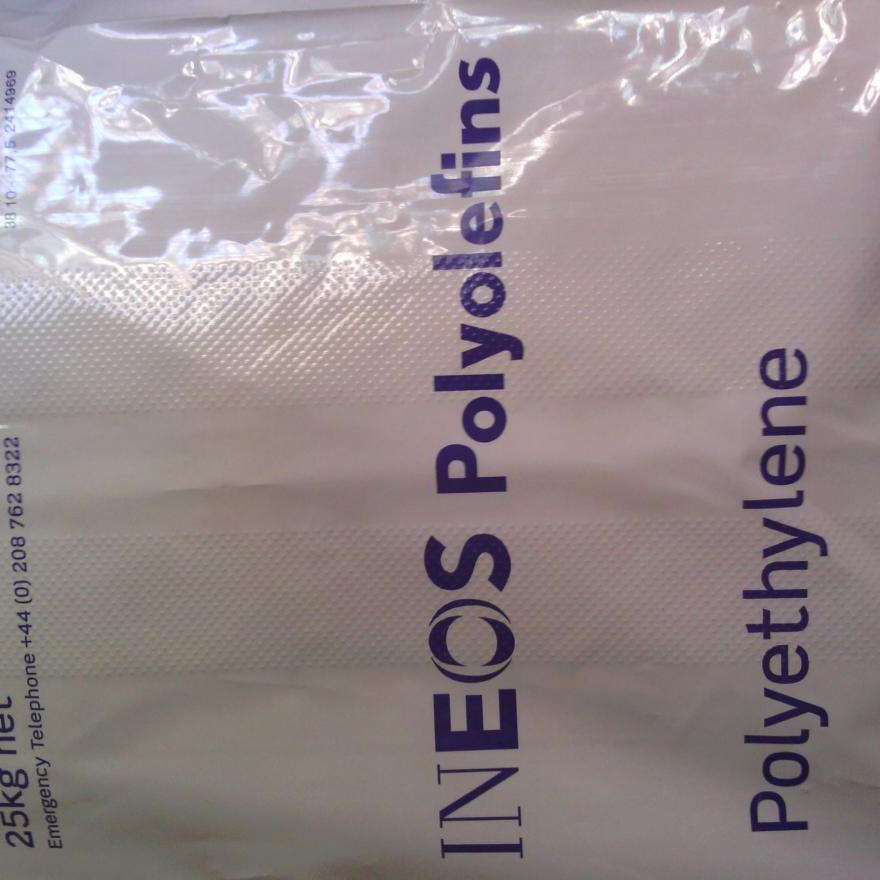 25kg net
Emergency Telephone +44 (0) 208 762 8322
INEOS Polyolefins
Polyethylene